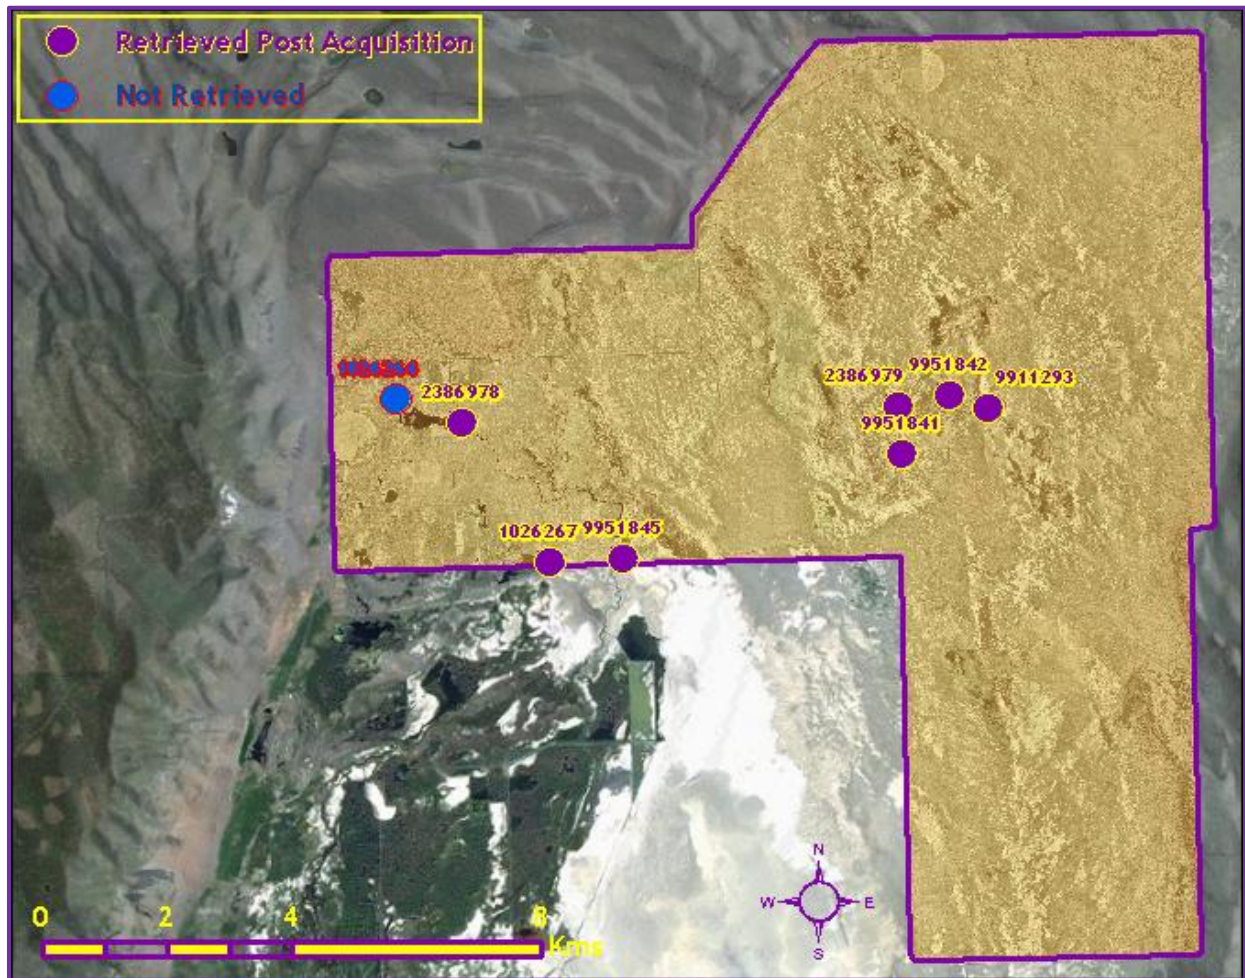 Retrieved Post Acquisition
Not Retrieved
2386978
2386979
9951842
9911293
9951841
1026267
9951845
N
W E
S
0 2 4 8
Kms